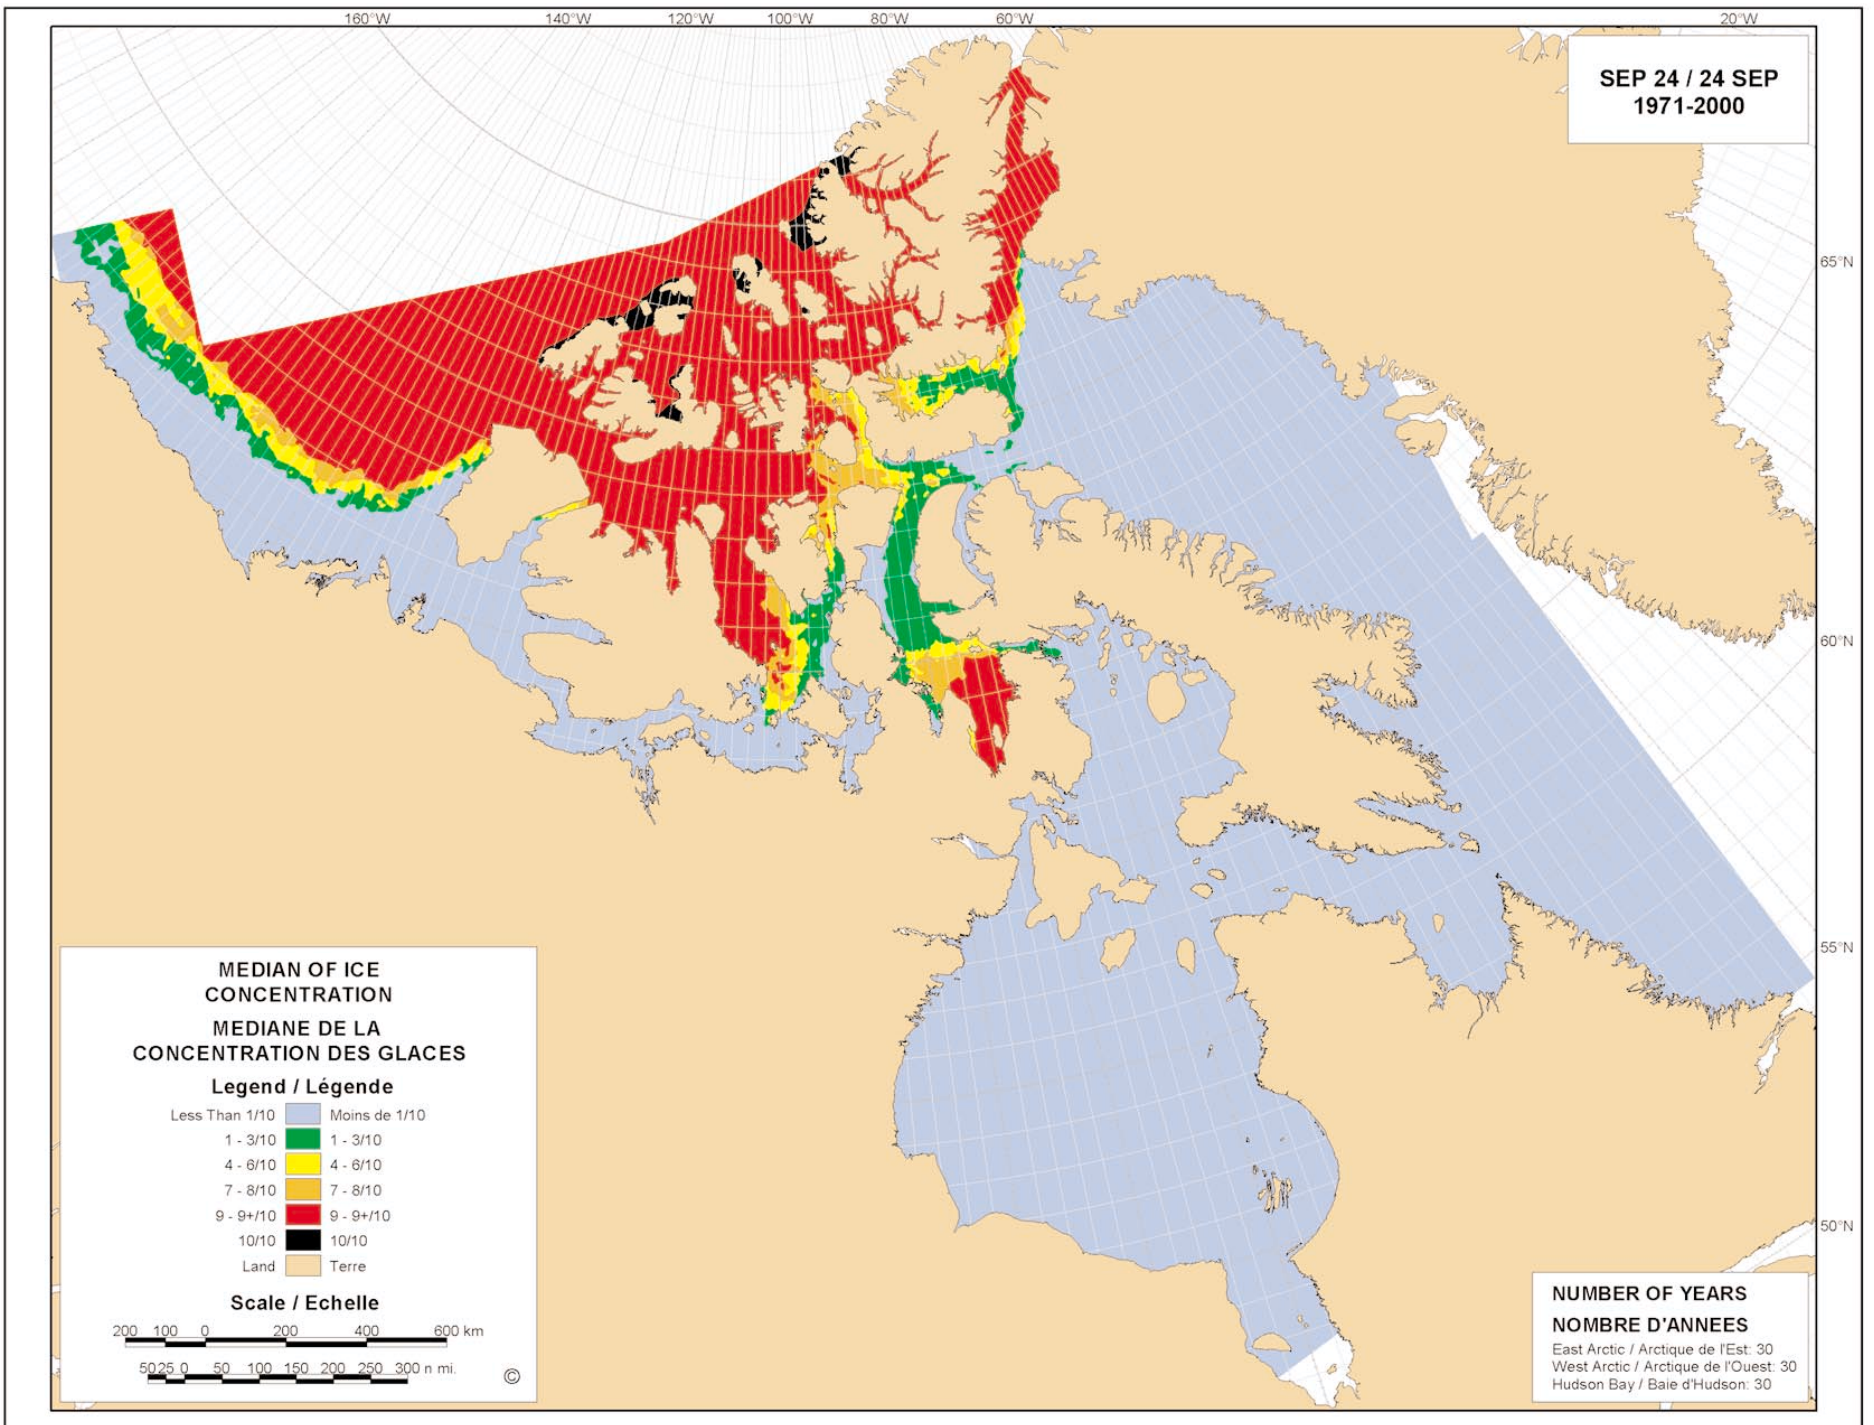 160°W 140°W 120°W 100°W 80°W 60°W 20°W
SEP 24 / 24 SEP
1971-2000
65°N
60°N
55°N
50°N
MEDIAN OF ICE
CONCENTRATION
MEDIANE DE LA
CONCENTRATION DES GLACES
Legend / Légende
Less Than 1/10 Moins de 1/10
1 - 3/10 1 - 3/10
4 - 6/10 4 - 6/10
7 - 8/10 7 - 8/10
9 - 9+/10 9 - 9+/10
10/10 10/10
Land Terre
Scale / Echelle
200 100 0 200 400 600 km
50 25 0 50 100 150 200 250 300 n mi.
©
NUMBER OF YEARS
NOMBRE D'ANNEES
East Arctic / Arctique de l'Est: 30
West Arctic / Arctique de l'Ouest: 30
Hudson Bay / Baie d'Hudson: 30